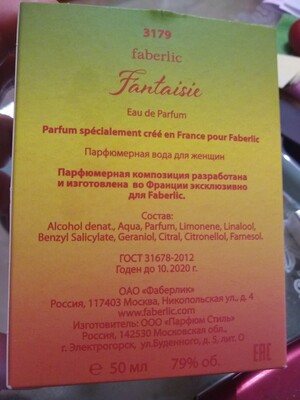 3179
faberlic
Fantaisie
Eau de Parfum
Parfum spécialement créé en France pour Faberlic
Парфюмерная вода для женщин
Парфюмерная композиция разработана
и изготовлена во Франции эксклюзивно
для Faberlic.
Состав:
Alcohol denat., Aqua, Parfum, Limonene, Linalool,
Benzyl Salicylate, Geraniol, Citral, Citronellol, Farnesol.
ГОСТ 31678-2012
Годен до 10.2020 г.
ОАО «Фаберлик»
Россия, 117403 Москва, Никопольская ул., д. 4
www.faberlic.com
Изготовитель: ООО «Парфюм Стиль»
Россия, 142530 Московская обл.,
г. Электрогорск, ул.Буденного, д. 5, лит. О
℮ 50 мл 79% об. EAC